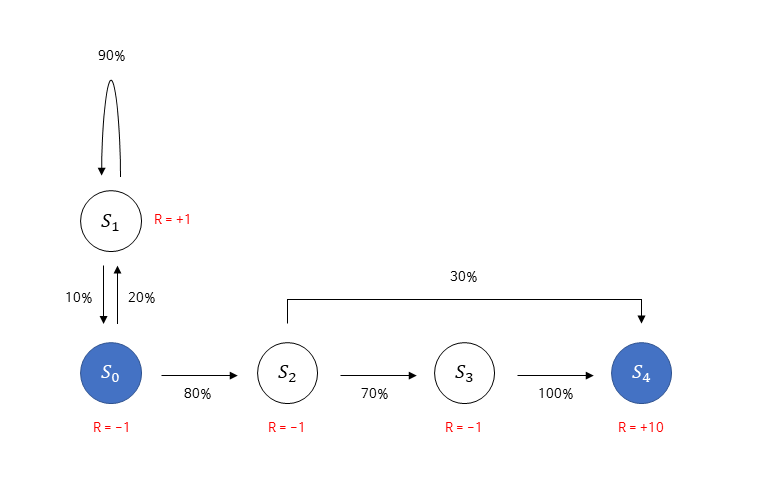 90%
S₁
R = +1
10%
20%
30%
S₀
S₂
S₃
S₄
80%
70%
100%
R = −1
R = −1
R = −1
R = +10